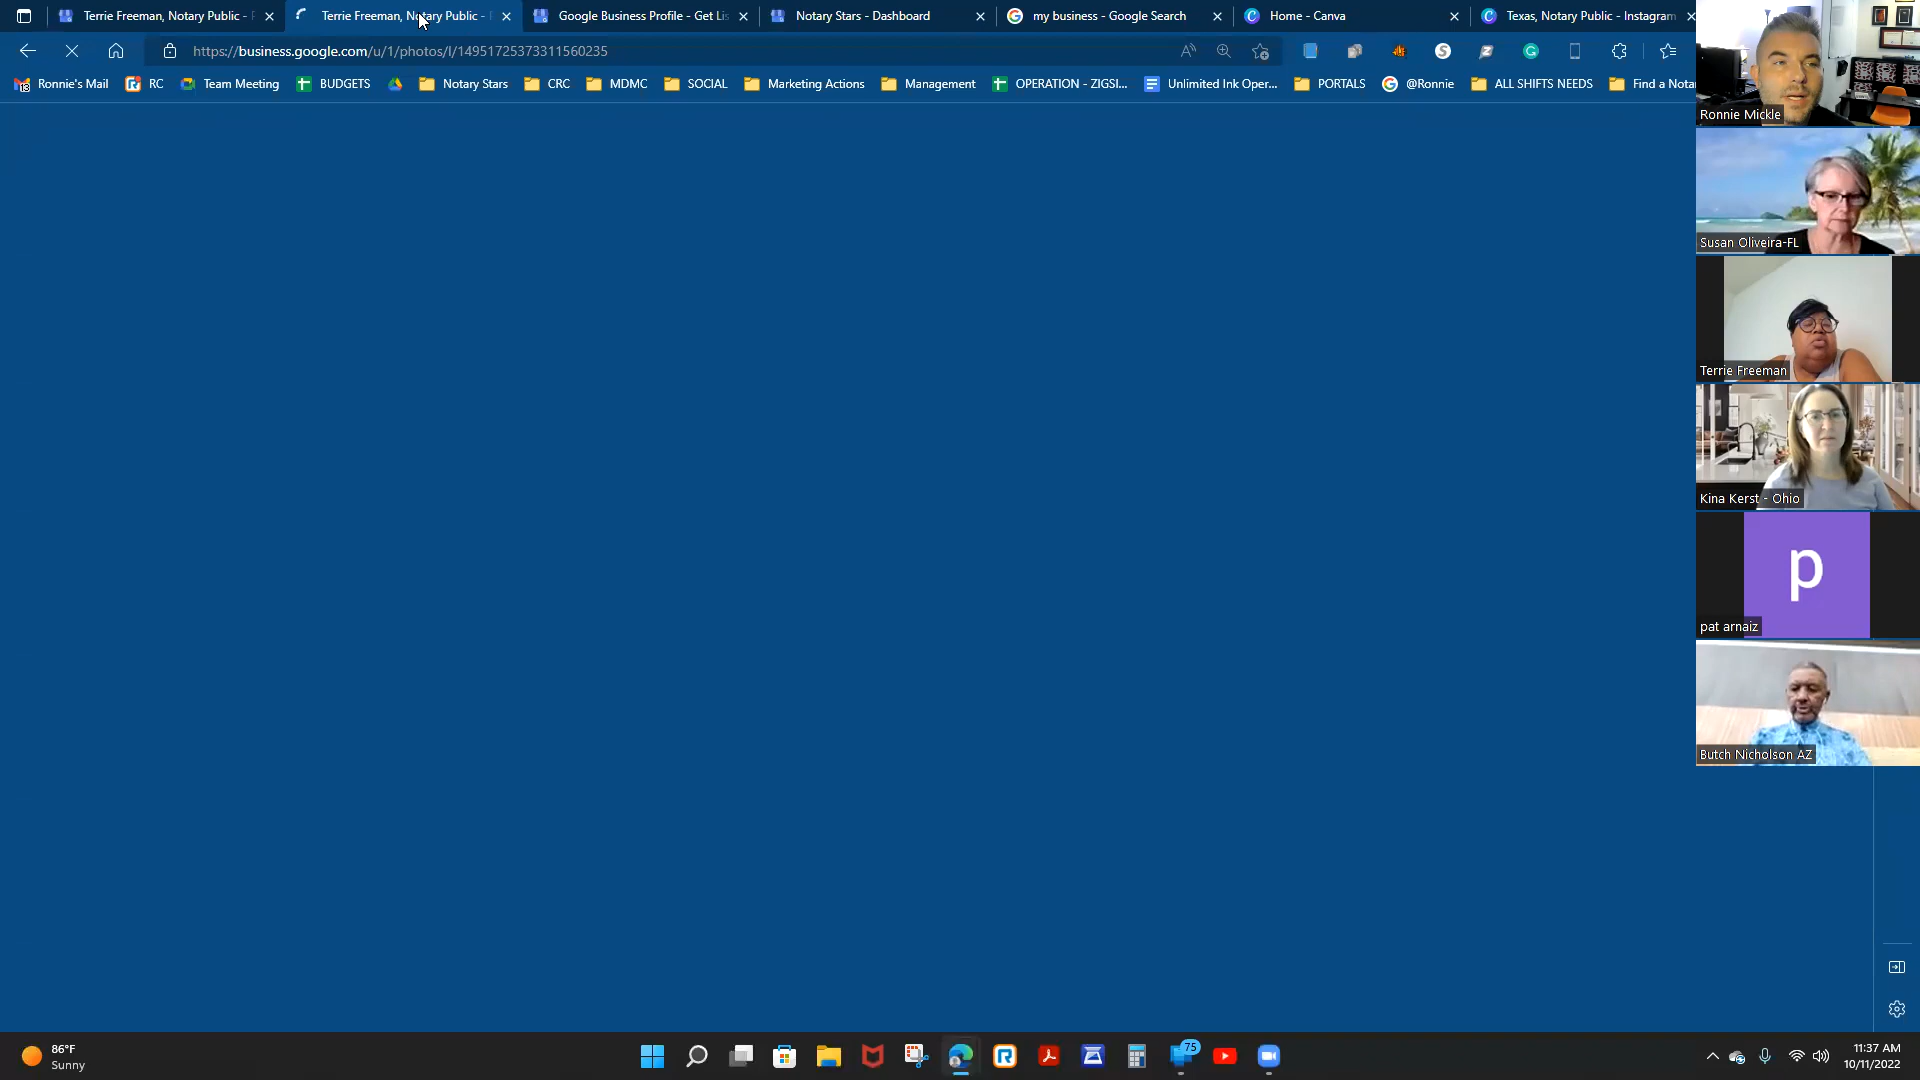 Terrie Freeman, Notary Public -
Terrie Freeman, Notary Public -
Google Business Profile - Get Lis
Notary Stars - Dashboard
my business - Google Search
Home - Canva
Texas, Notary Public - Instagram
https://business.google.com/u/1/photos/l/14951725373311560235
Ronnie's Mail
RC
Team Meeting
BUDGETS
Notary Stars
CRC
MDMC
SOCIAL
Marketing Actions
Management
OPERATION - ZIGSI...
Unlimited Ink Oper...
PORTALS
@Ronnie
ALL SHIFTS NEEDS
Find a Nota
Ronnie Mickle
Susan Oliveira-FL
Terrie Freeman
Kina Kerst - Ohio
p
pat arnaiz
Butch Nicholson AZ
86°F
Sunny
75
11:37 AM
10/11/2022